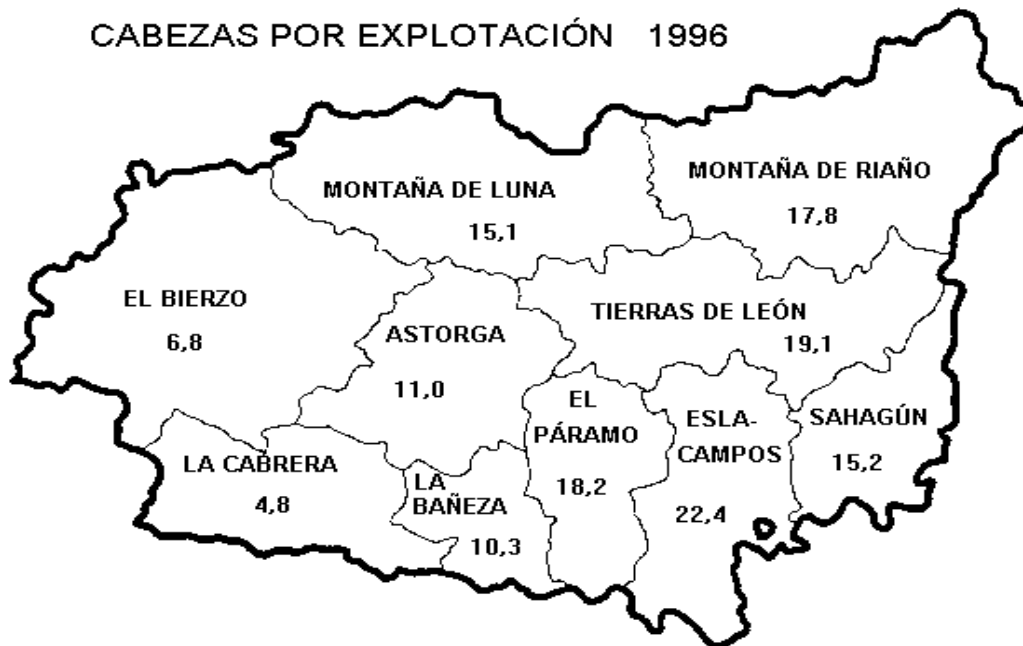 CABEZAS POR EXPLOTACIÓN 1996
MONTAÑA DE LUNA
15,1
MONTAÑA DE RIAÑO
17,8
EL BIERZO
6,8
ASTORGA
11,0
TIERRAS DE LEÓN
19,1
EL
PÁRAMO
18,2
ESLA-
CAMPOS
22,4
SAHAGÚN
15,2
LA CABRERA
4,8
LA
BAÑEZA
10,3